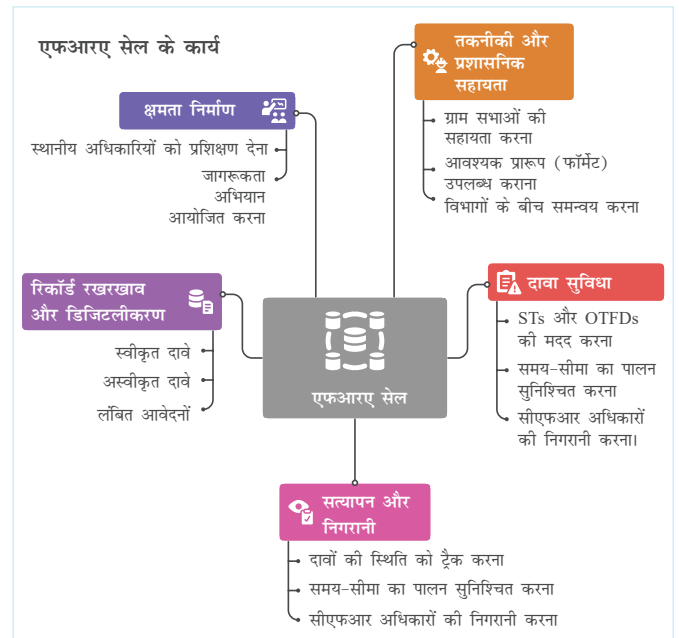 एफआरए सेल के कार्य
तकनीकी और
प्रशासनिक
सहायता
ग्राम सभाओं की
सहायता करना
आवश्यक प्रारूप (फॉर्मेट)
उपलब्ध कराना
विभागों के बीच समन्वय करना
क्षमता निर्माण
स्थानीय अधिकारियों को प्रशिक्षण देना
जागरूकता
अभियान
आयोजित करना
रिकॉर्ड रखरखाव
और डिजिटलीकरण
स्वीकृत दावे
अस्वीकृत दावे
लंबित आवेदनों
एफआरए सेल
दावा सुविधा
STs और OTFDs
की मदद करना
समय-सीमा का पालन
सुनिश्चित करना
सीएफआर अधिकारों
की निगरानी करना।
सत्यापन और
निगरानी
दावों की स्थिति को ट्रैक करना
समय-सीमा का पालन सुनिश्चित करना
सीएफआर अधिकारों की निगरानी करना